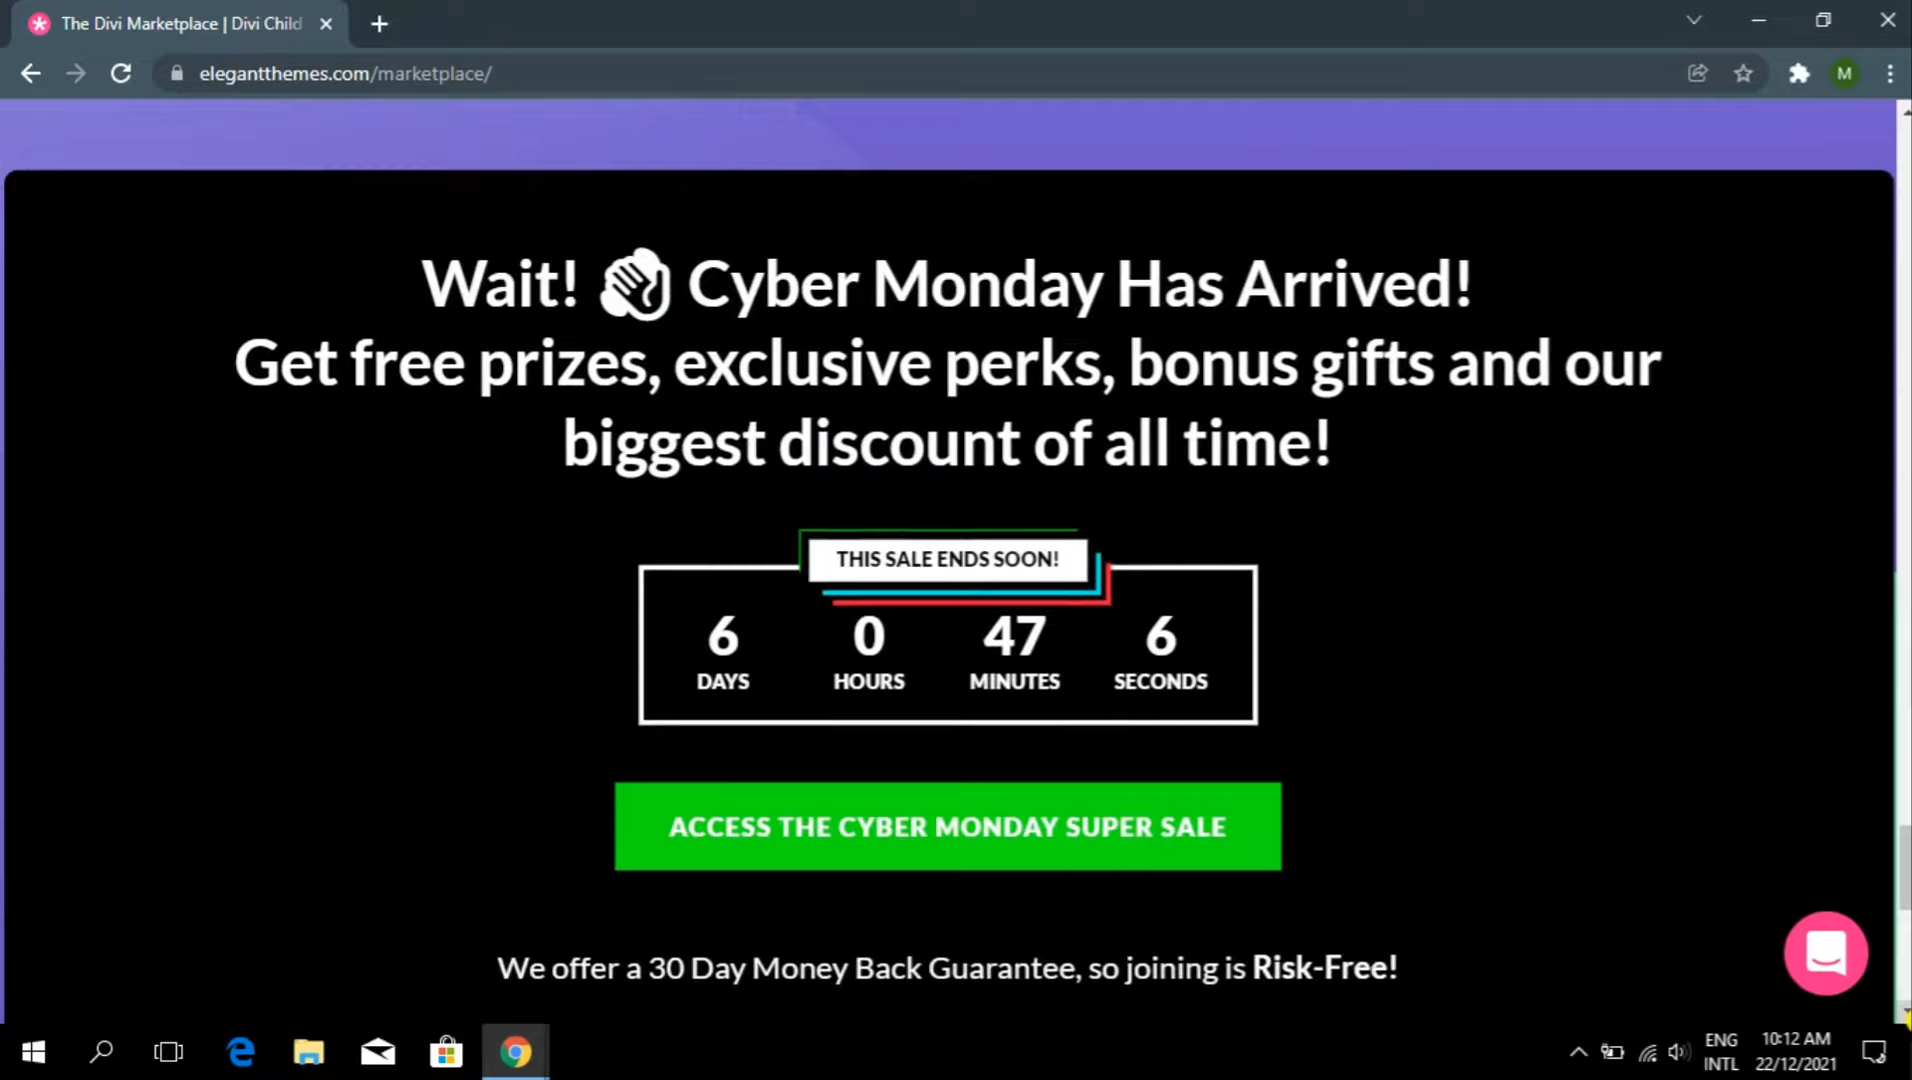 The Divi Marketplace | Divi Child
elegantthemes.com/marketplace/
M
Wait! Cyber Monday Has Arrived!
Get free prizes, exclusive perks, bonus gifts and our
biggest discount of all time!
THIS SALE ENDS SOON!
6 0 47 6
DAYS HOURS MINUTES SECONDS
ACCESS THE CYBER MONDAY SUPER SALE
We offer a 30 Day Money Back Guarantee, so joining is Risk-Free!
ENG 10:12 AM
INTL 22/12/2021